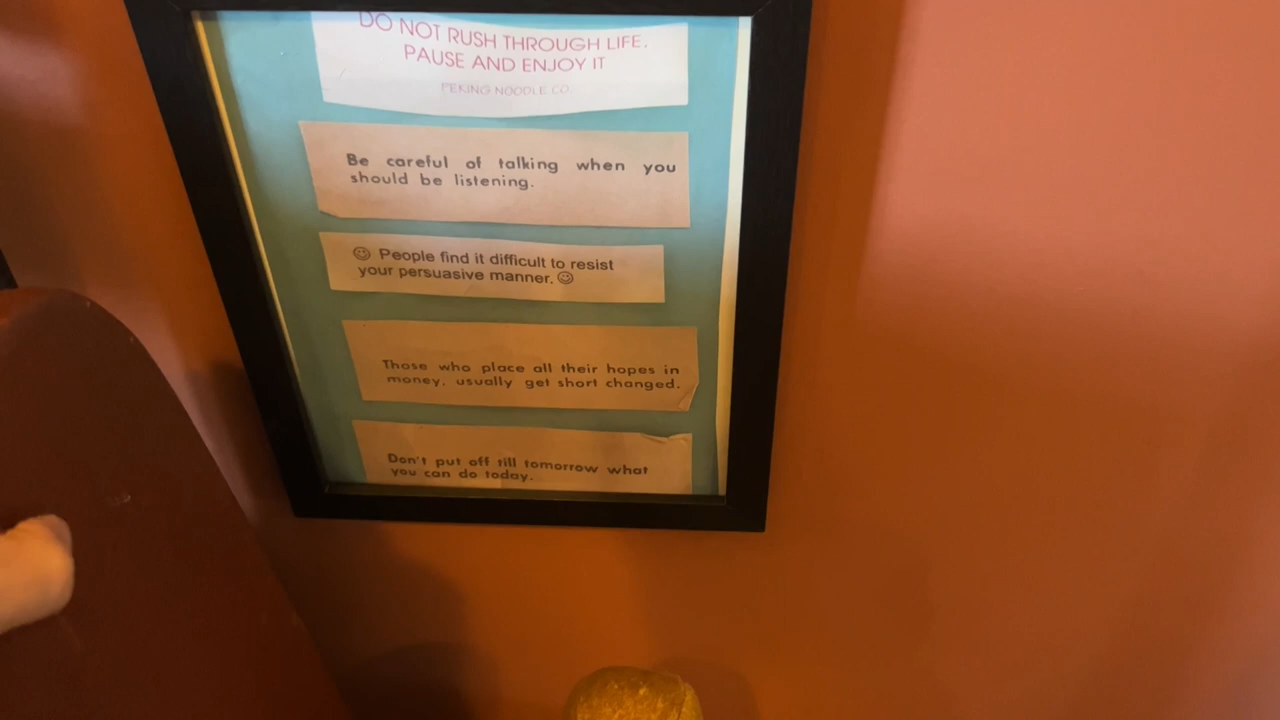 DO NOT RUSH THROUGH LIFE,
PAUSE AND ENJOY IT
PEKING NOODLE CO.
Be careful of talking when you
should be listening.
☺ People find it difficult to resist
your persuasive manner. ☺
Those who place all their hopes in
money, usually get short changed.
Don't put off till tomorrow what
you can do today.